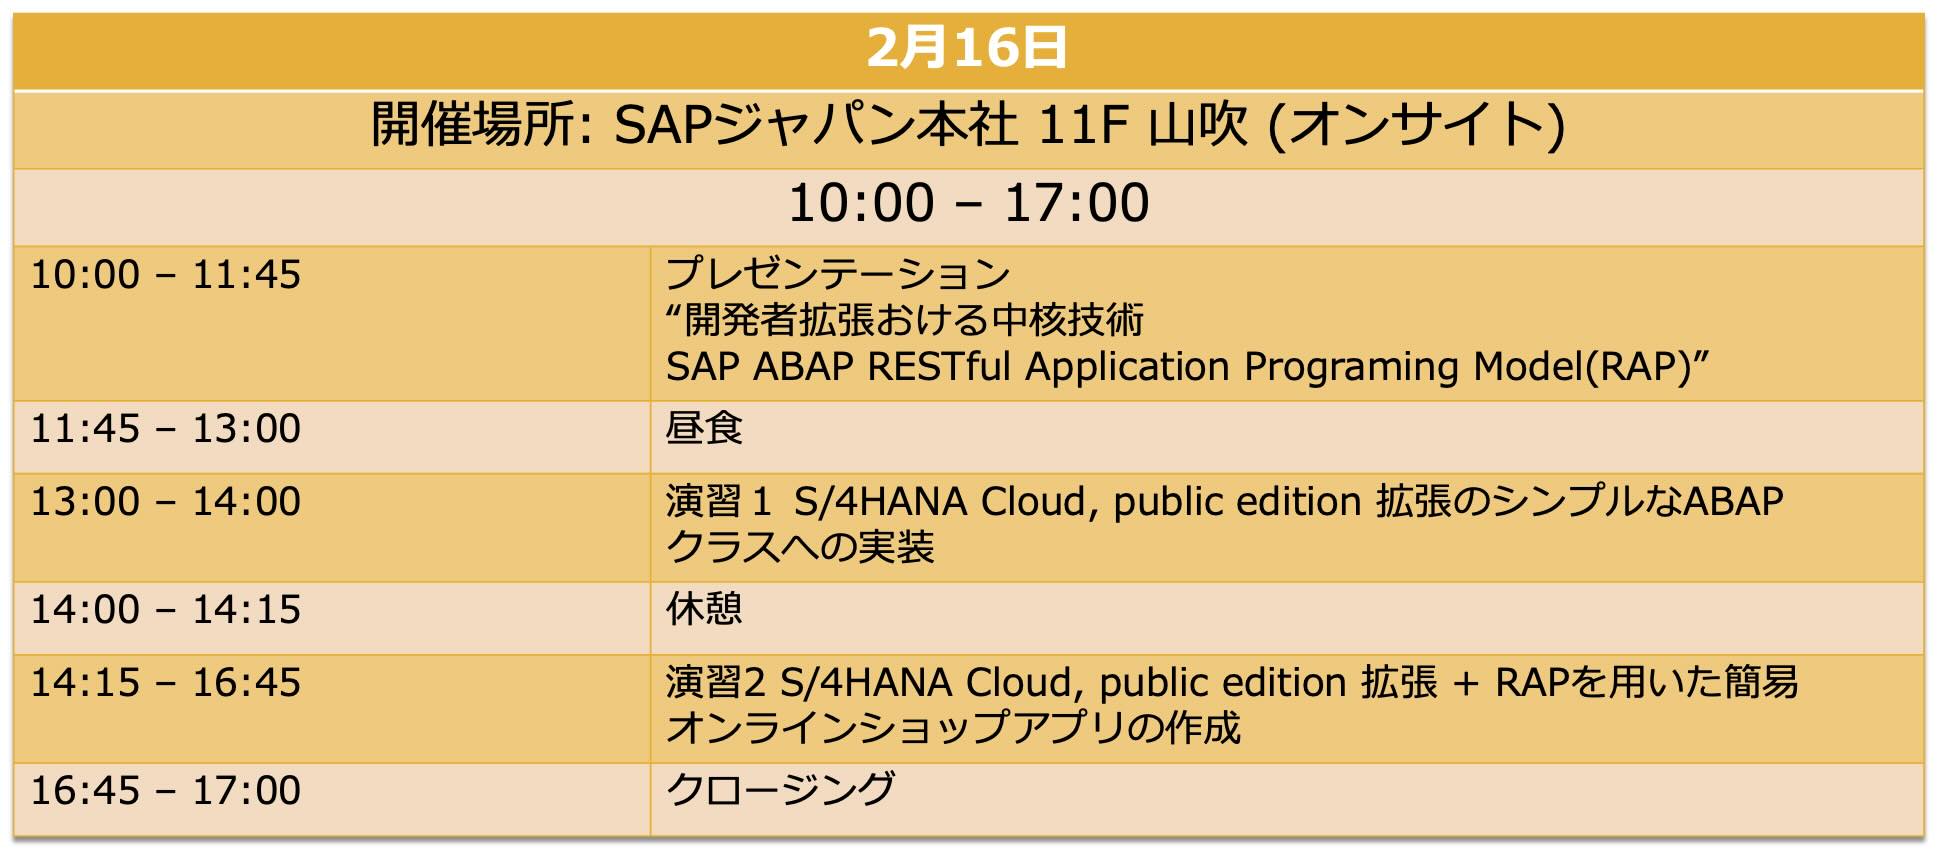 2月16日
開催場所: SAPジャパン本社 11F 山吹 (オンサイト)
10:00 – 17:00
10:00 – 11:45
プレゼンテーション
“開発者拡張おける中核技術
SAP ABAP RESTful Application Programing Model(RAP)”
11:45 – 13:00
昼食
13:00 – 14:00
演習１ S/4HANA Cloud, public edition 拡張のシンプルなABAP
クラスへの実装
14:00 – 14:15
休憩
14:15 – 16:45
演習2 S/4HANA Cloud, public edition 拡張 + RAPを用いた簡易
オンラインショップアプリの作成
16:45 – 17:00
クロージング